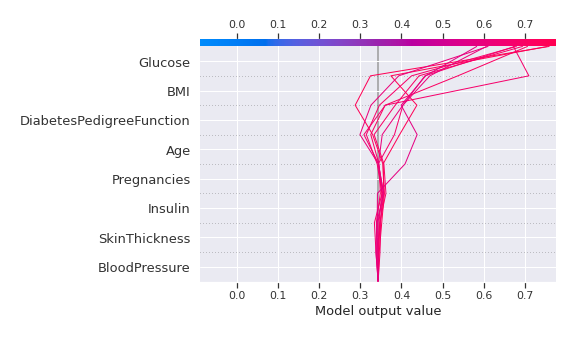 0.0 0.1 0.2 0.3 0.4 0.5 0.6 0.7
Glucose
BMI
DiabetesPedigreeFunction
Age
Pregnancies
Insulin
SkinThickness
BloodPressure
0.0 0.1 0.2 0.3 0.4 0.5 0.6 0.7
Model output value